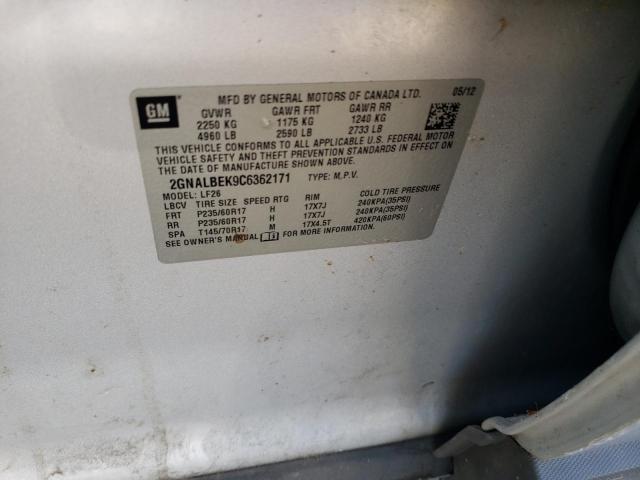 GM
MFD BY GENERAL MOTORS OF CANADA LTD. 05/12
GVWR GAWR FRT GAWR RR
2250 KG 1175 KG 1240 KG
4960 LB 2590 LB 2733 LB
THIS VEHICLE CONFORMS TO ALL APPLICABLE U.S. FEDERAL MOTOR
VEHICLE SAFETY AND THEFT PREVENTION STANDARDS IN EFFECT ON
THE DATE OF MANUFACTURE SHOWN ABOVE.
2GNALBEK9C6362171 TYPE: M.P.V.
MODEL: LF26
LBCV TIRE SIZE SPEED RTG RIM COLD TIRE PRESSURE
FRT P235/60R17 H 17X7J 240KPA(35PSI)
RR P235/60R17 H 17X7J 240KPA(35PSI)
SPA T145/70R17 M 17X4.5T 420KPA(60PSI)
SEE OWNER'S MANUAL FOR MORE INFORMATION.